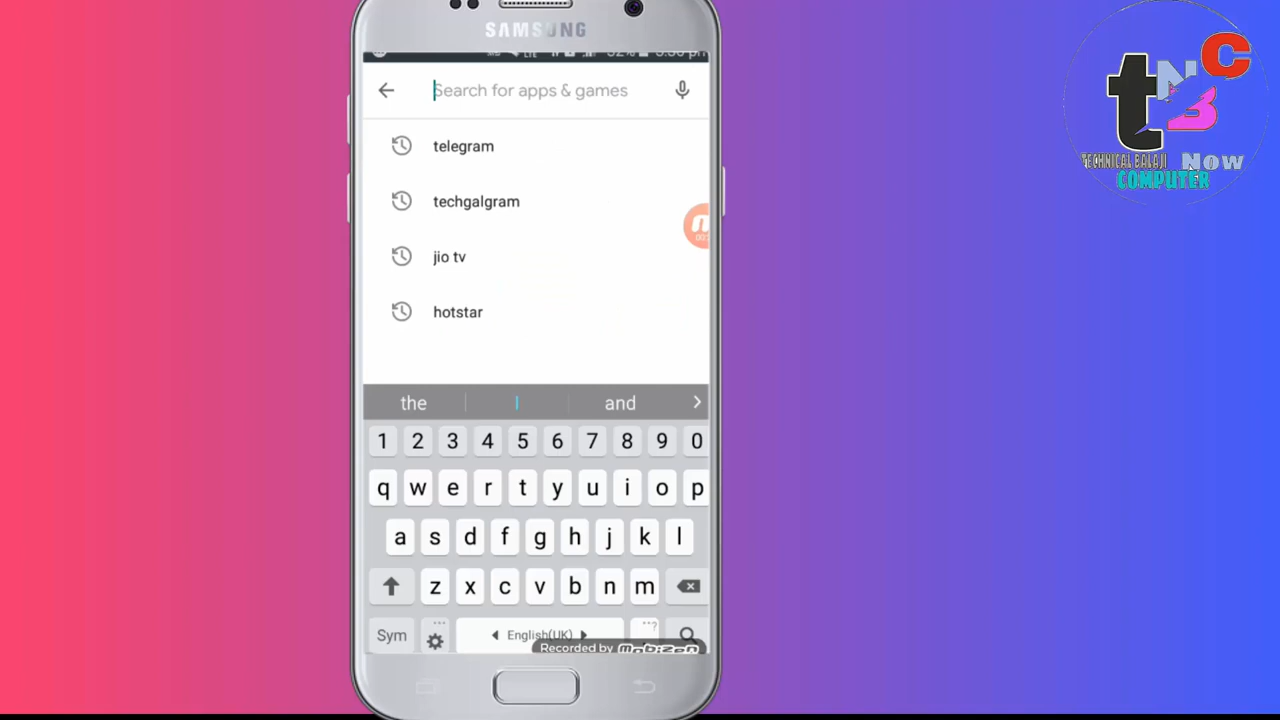 SAMSUNG
Search for apps & games
telegram
techgalgram
jio tv
hotstar
the I and
1 2 3 4 5 6 7 8 9 0
q w e r t y u i o p
a s d f g h j k l
z x c v b n m
Sym English(UK) ...?
Recorded by mobizen
t N B C
TECHNICAL BALAJI Now
COMPUTER